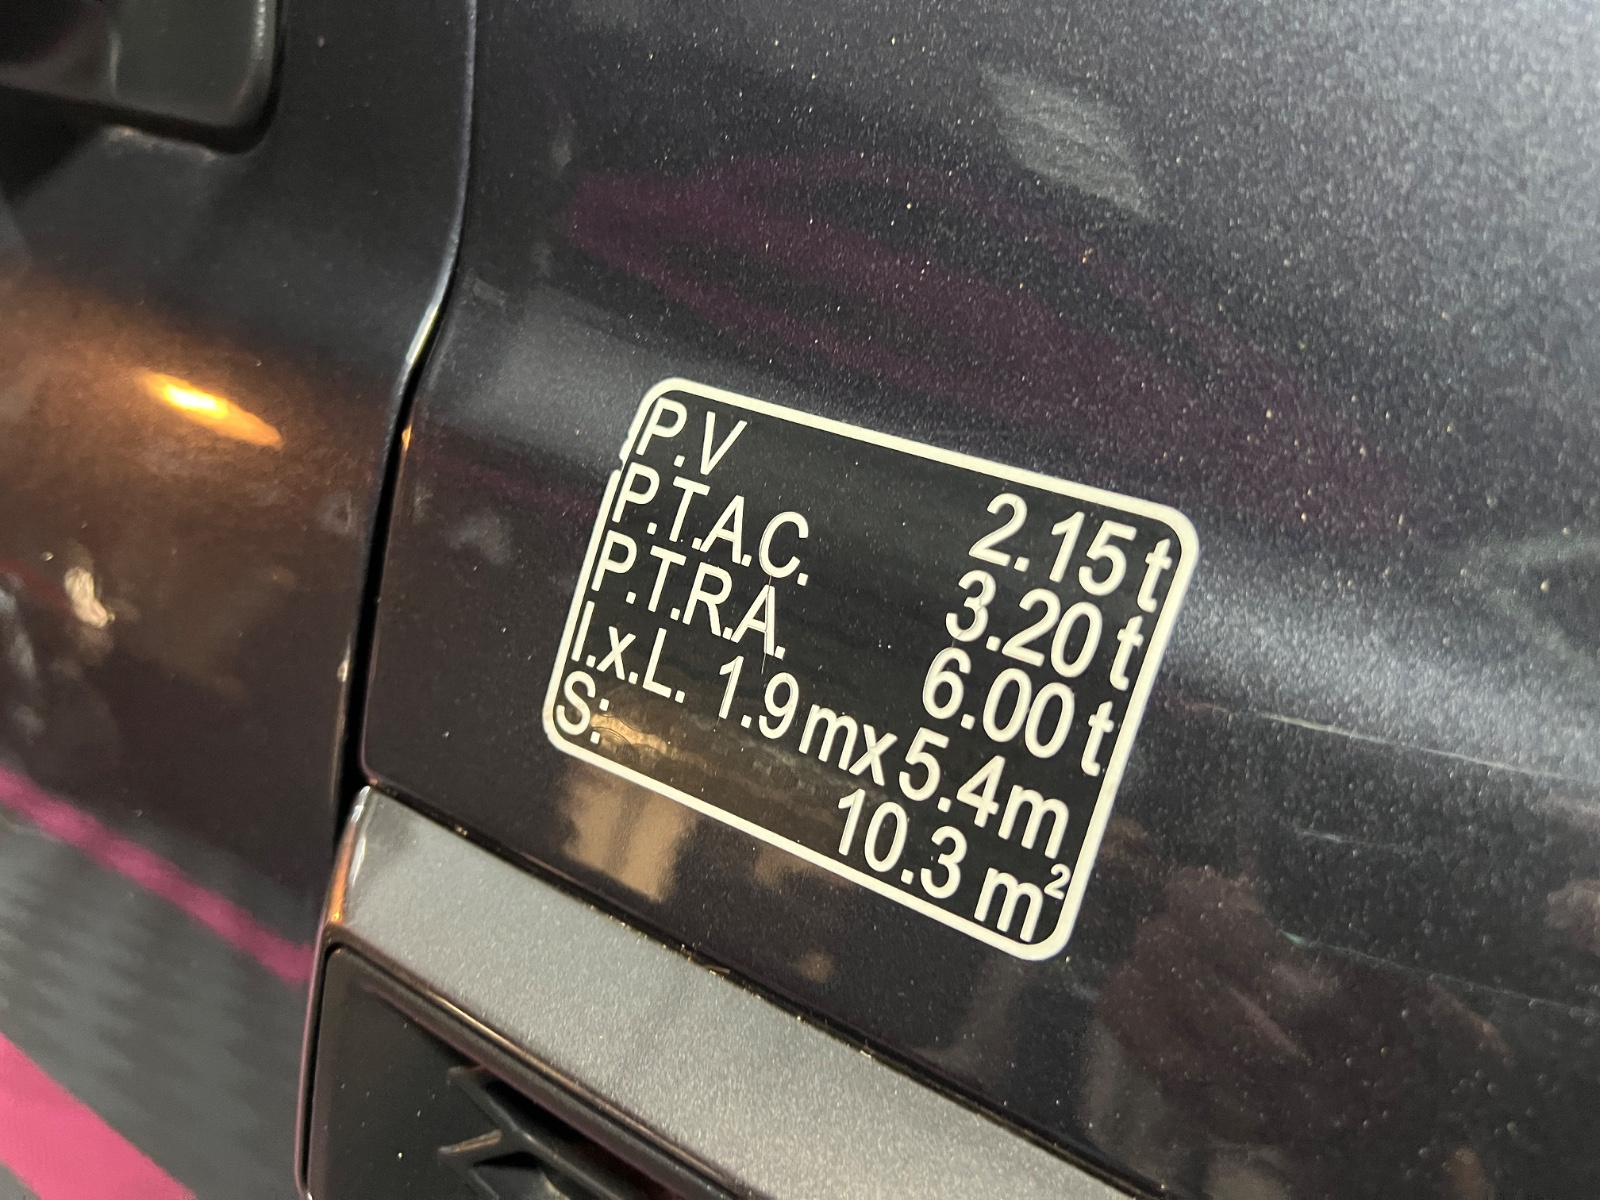 P.V 2.15 t
P.T.A.C. 3.20 t
P.T.R.A. 6.00 t
l.x.L. 1.9 m x 5.4 m
S: 10.3 m²